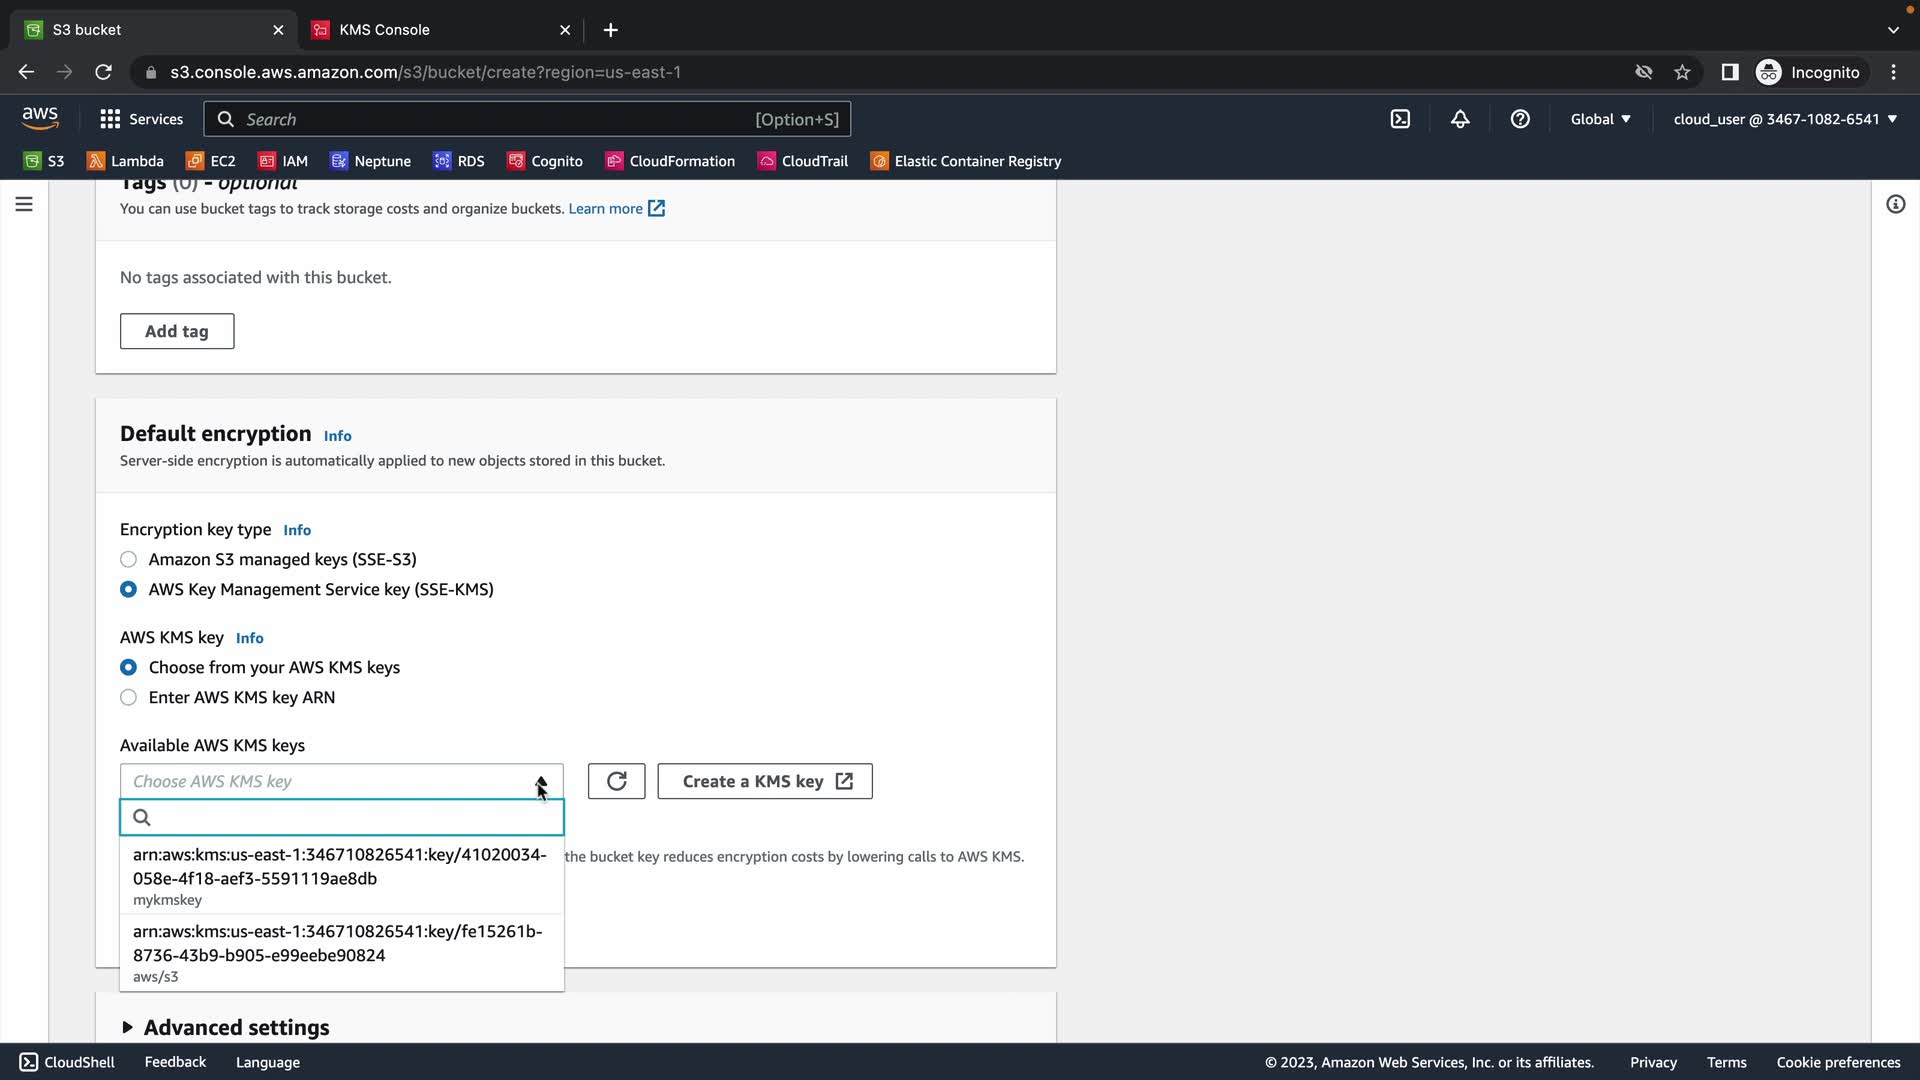 S3 bucket
KMS Console
s3.console.aws.amazon.com/s3/bucket/create?region=us-east-1
Incognito
aws
Services
Search
[Option+S]
Global
cloud_user @ 3467-1082-6541
S3
Lambda
EC2
IAM
Neptune
RDS
Cognito
CloudFormation
CloudTrail
Elastic Container Registry
Tags (0) - optional
You can use bucket tags to track storage costs and organize buckets. Learn more
No tags associated with this bucket.
Add tag
Default encryption Info
Server-side encryption is automatically applied to new objects stored in this bucket.
Encryption key type Info
Amazon S3 managed keys (SSE-S3)
AWS Key Management Service key (SSE-KMS)
AWS KMS key Info
Choose from your AWS KMS keys
Enter AWS KMS key ARN
Available AWS KMS keys
Choose AWS KMS key
Create a KMS key
arn:aws:kms:us-east-1:346710826541:key/41020034-
058e-4f18-aef3-5591119ae8db
mykmskey
the bucket key reduces encryption costs by lowering calls to AWS KMS.
arn:aws:kms:us-east-1:346710826541:key/fe15261b-
8736-43b9-b905-e99eebe90824
aws/s3
Advanced settings
CloudShell
Feedback
Language
© 2023, Amazon Web Services, Inc. or its affiliates.
Privacy
Terms
Cookie preferences